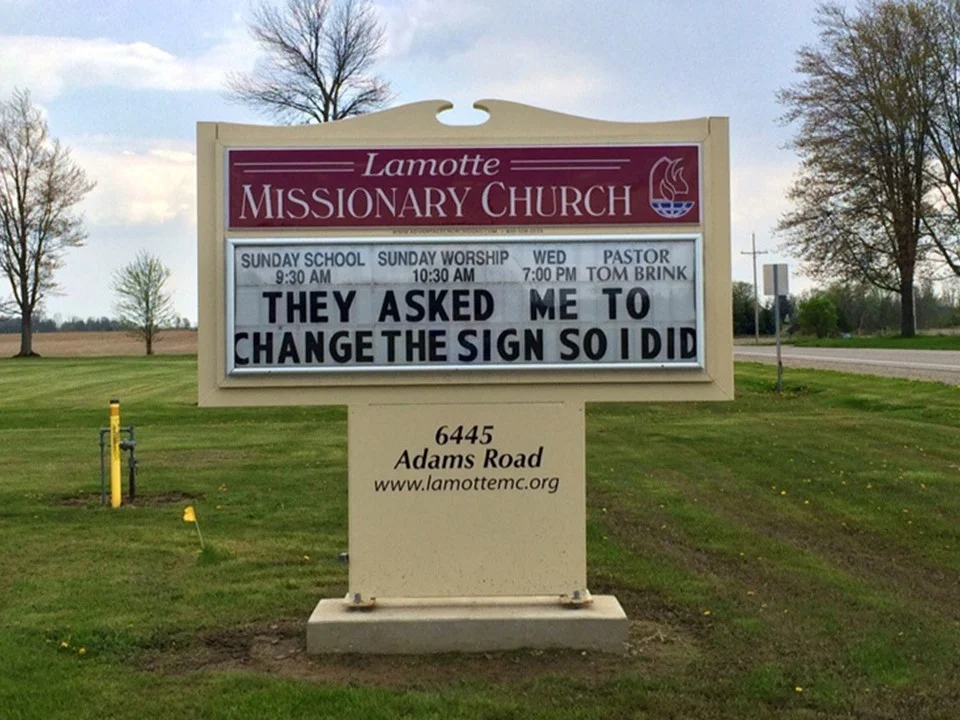 Lamotte
MISSIONARY CHURCH
SUNDAY SCHOOL SUNDAY WORSHIP WED PASTOR
9:30 AM 10:30 AM 7:00 PM TOM BRINK
THEY ASKED ME TO
CHANGE THE SIGN SO I DID
6445
Adams Road
www.lamottemc.org